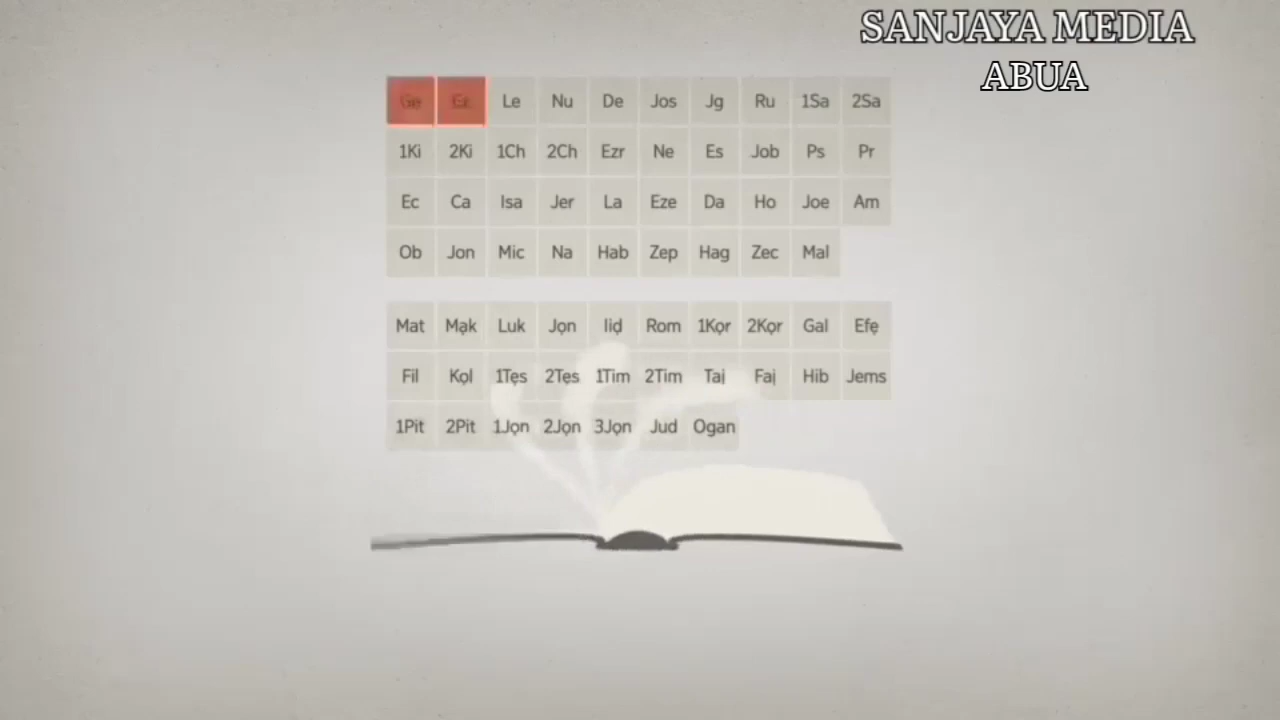 SANJAYA MEDIA
ABUA
Ge Ex Le Nu De Jos Jg Ru 1Sa 2Sa
1Ki 2Ki 1Ch 2Ch Ezr Ne Es Job Ps Pr
Ec Ca Isa Jer La Eze Da Ho Joe Am
Ob Jon Mic Na Hab Zep Hag Zec Mal
Mat Mạk Luk Jọn Iiḍ Rom 1Kọr 2Kọr Gal Efẹ
Fil Kọl 1Tẹs 2Tẹs 1Tim 2Tim Taị Faị Hib Jems
1Pit 2Pit 1Jọn 2Jọn 3Jọn Jud Ogan